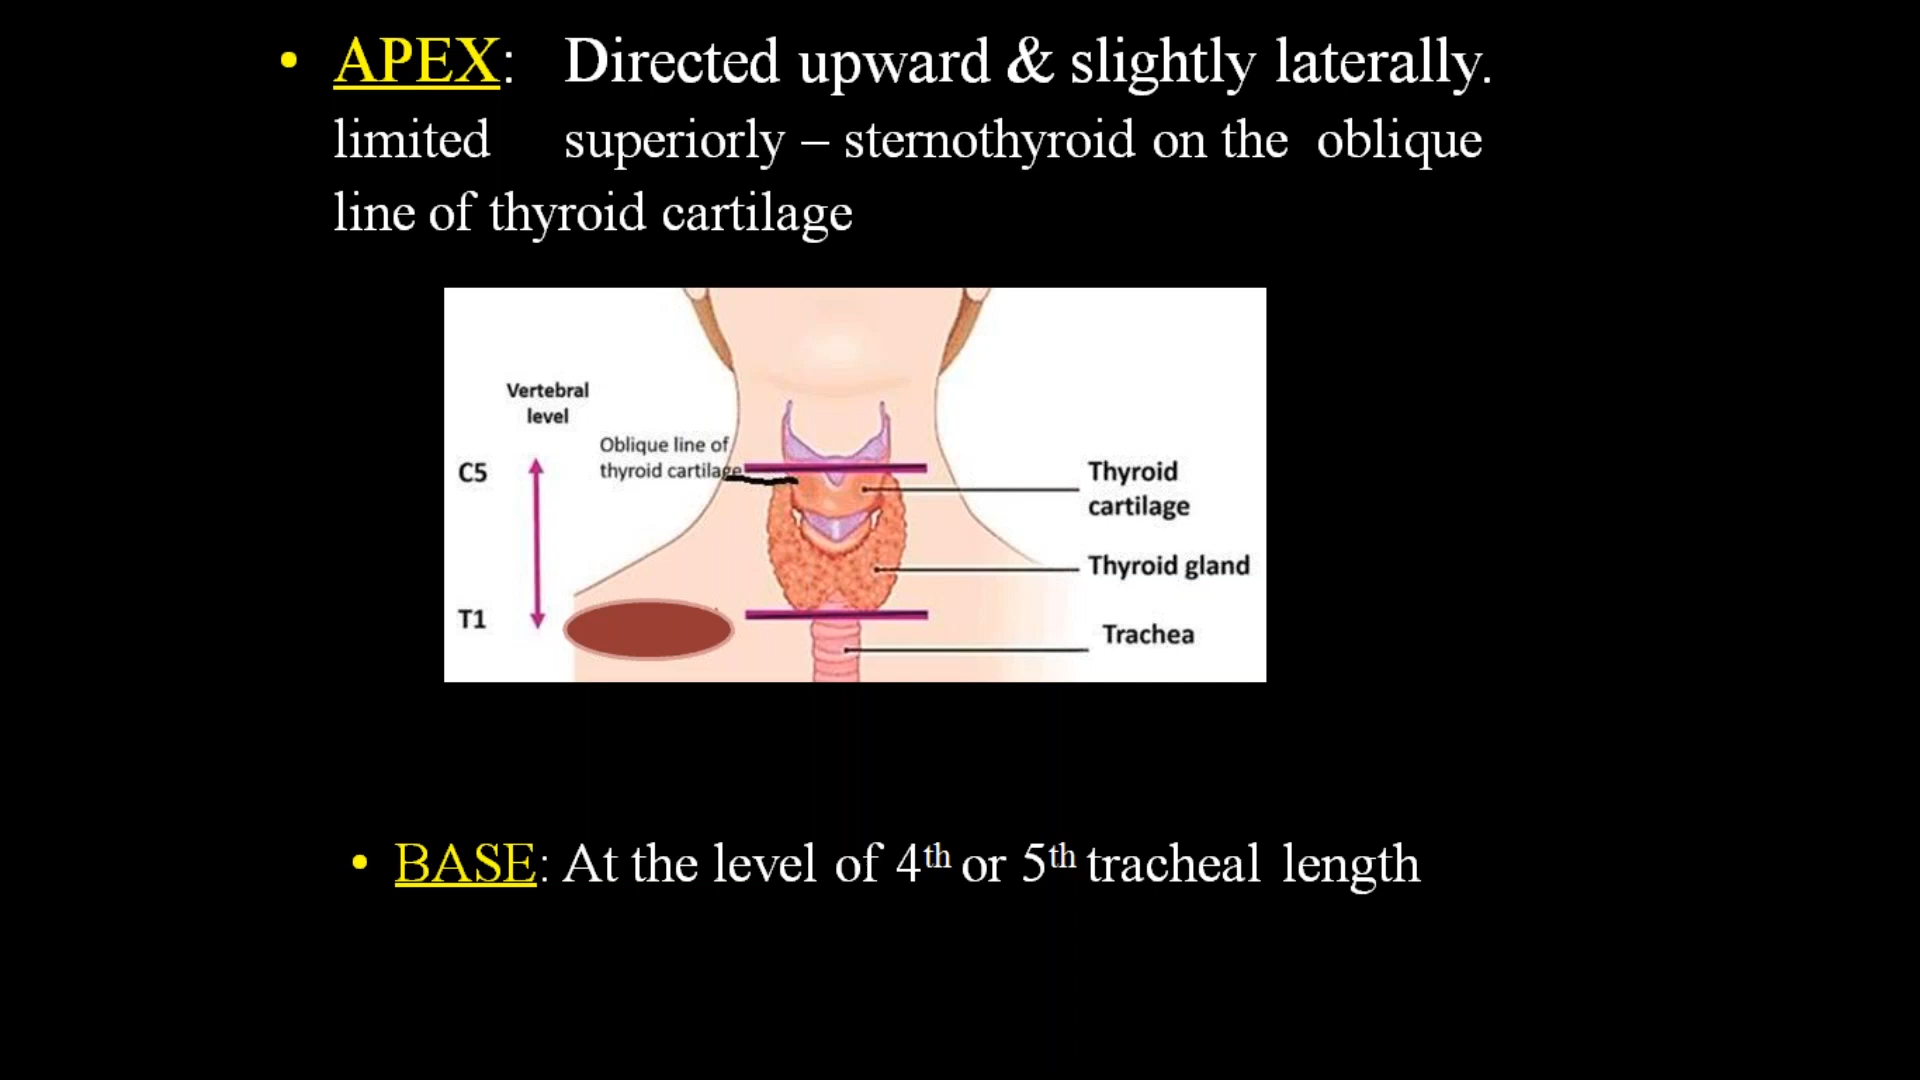 • APEX: Directed upward & slightly laterally.
limited superiorly – sternothyroid on the oblique
line of thyroid cartilage
Vertebral
level
Oblique line of
thyroid cartilage
C5
Thyroid
cartilage
Thyroid gland
T1
Trachea
• BASE: At the level of 4th or 5th tracheal length